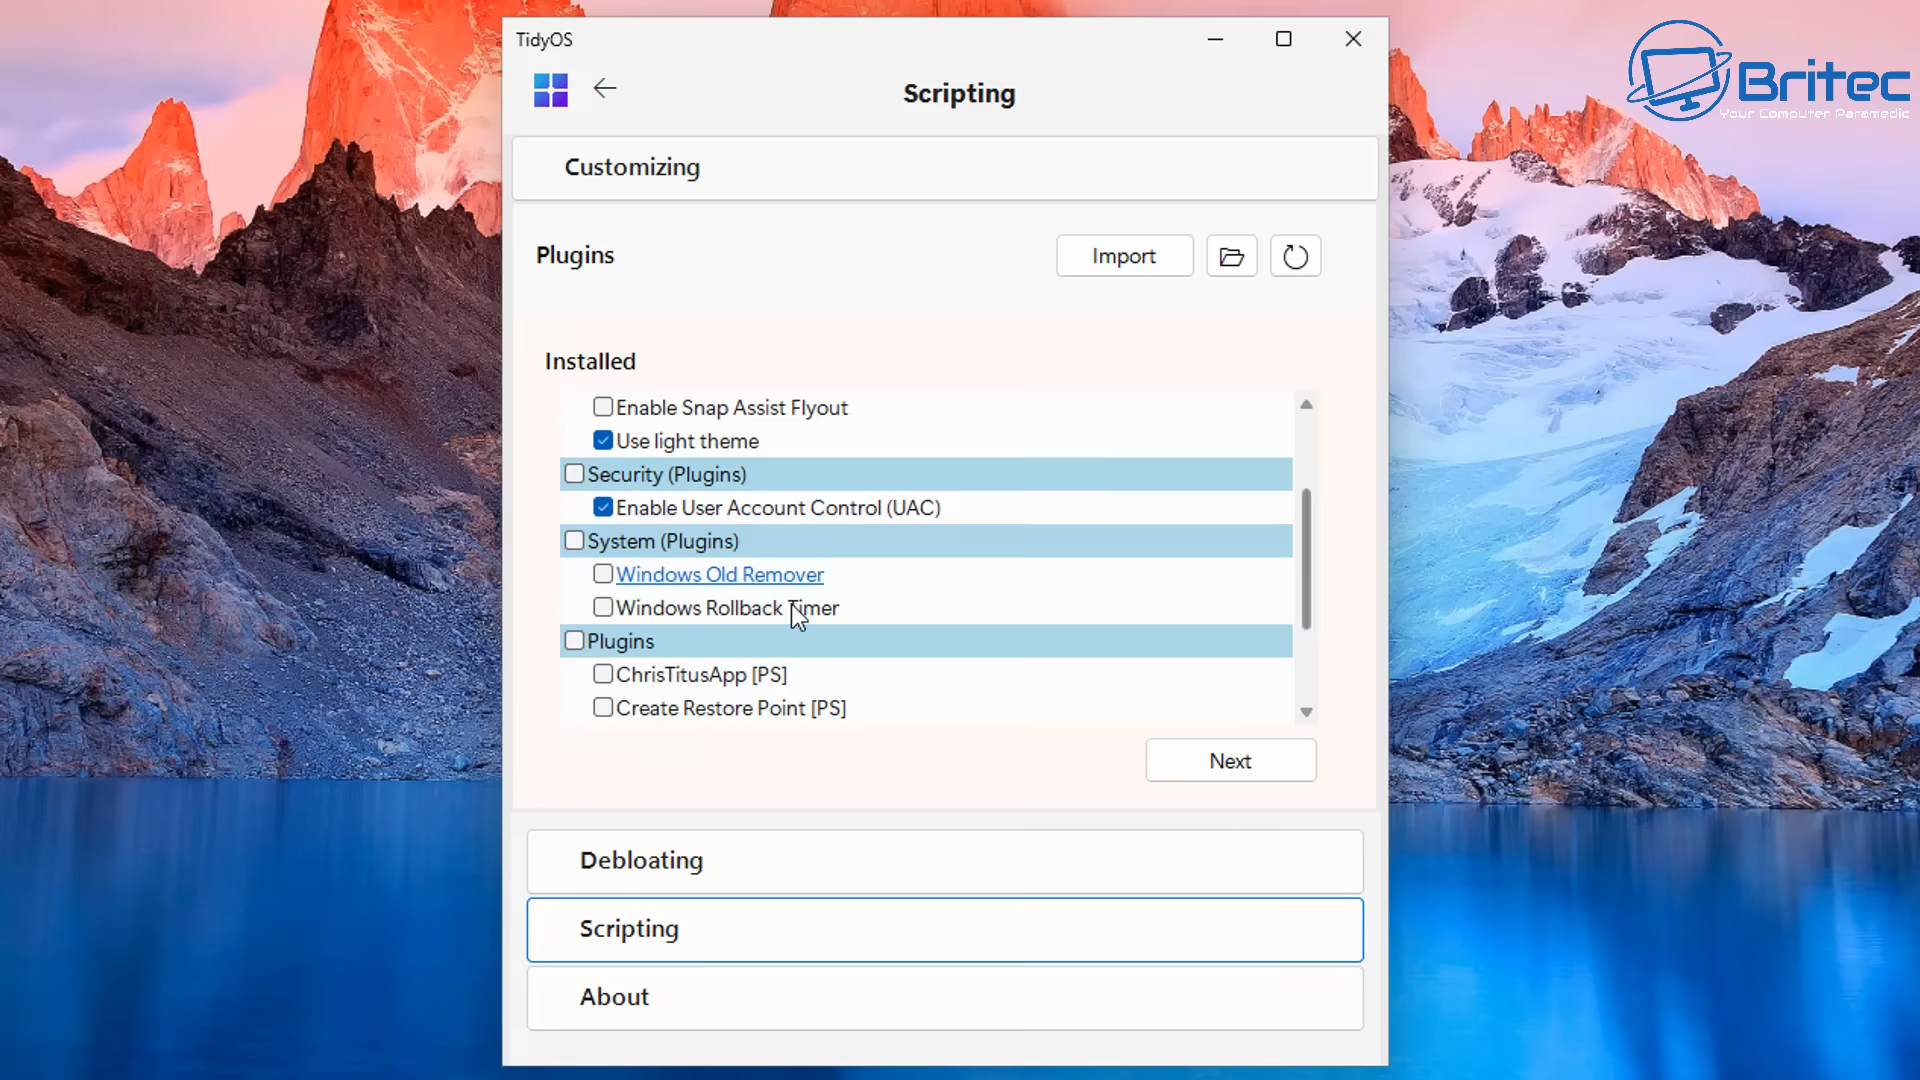 TidyOS
Britec
Your Computer Paramedic
Scripting
Customizing
Plugins
Import
Installed
Enable Snap Assist Flyout
Use light theme
Security (Plugins)
Enable User Account Control (UAC)
System (Plugins)
Windows Old Remover
Windows Rollback Timer
Plugins
ChrisTitusApp [PS]
Create Restore Point [PS]
Next
Debloating
Scripting
About